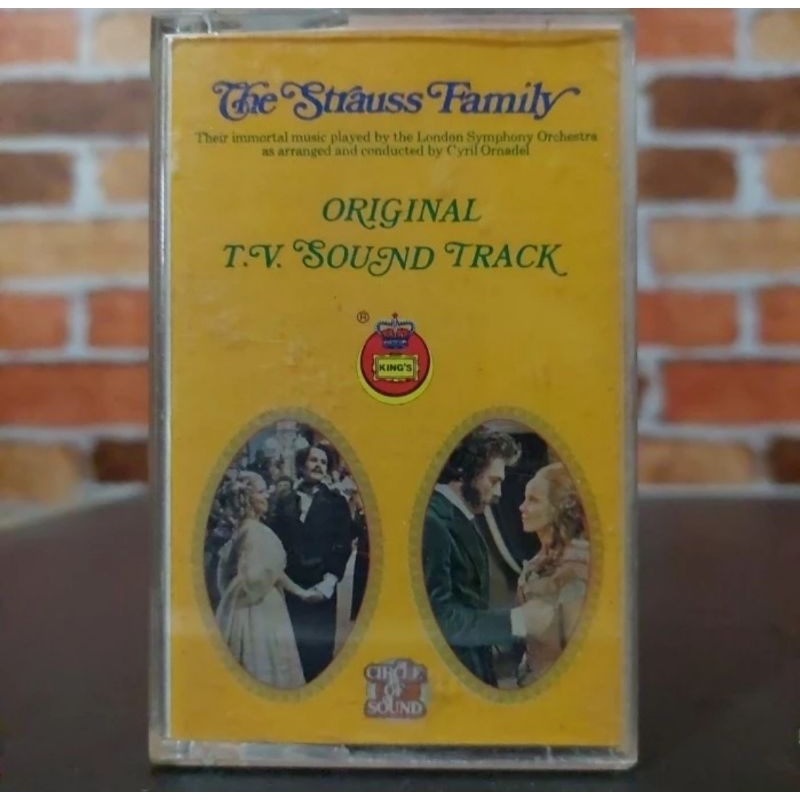 The Strauss Family
Their immortal music played by the London Symphony Orchestra
as arranged and conducted by Cyril Ornadel
ORIGINAL
T.V. SOUND TRACK
®
KING'S
A
CIRCLE
OF
SOUND